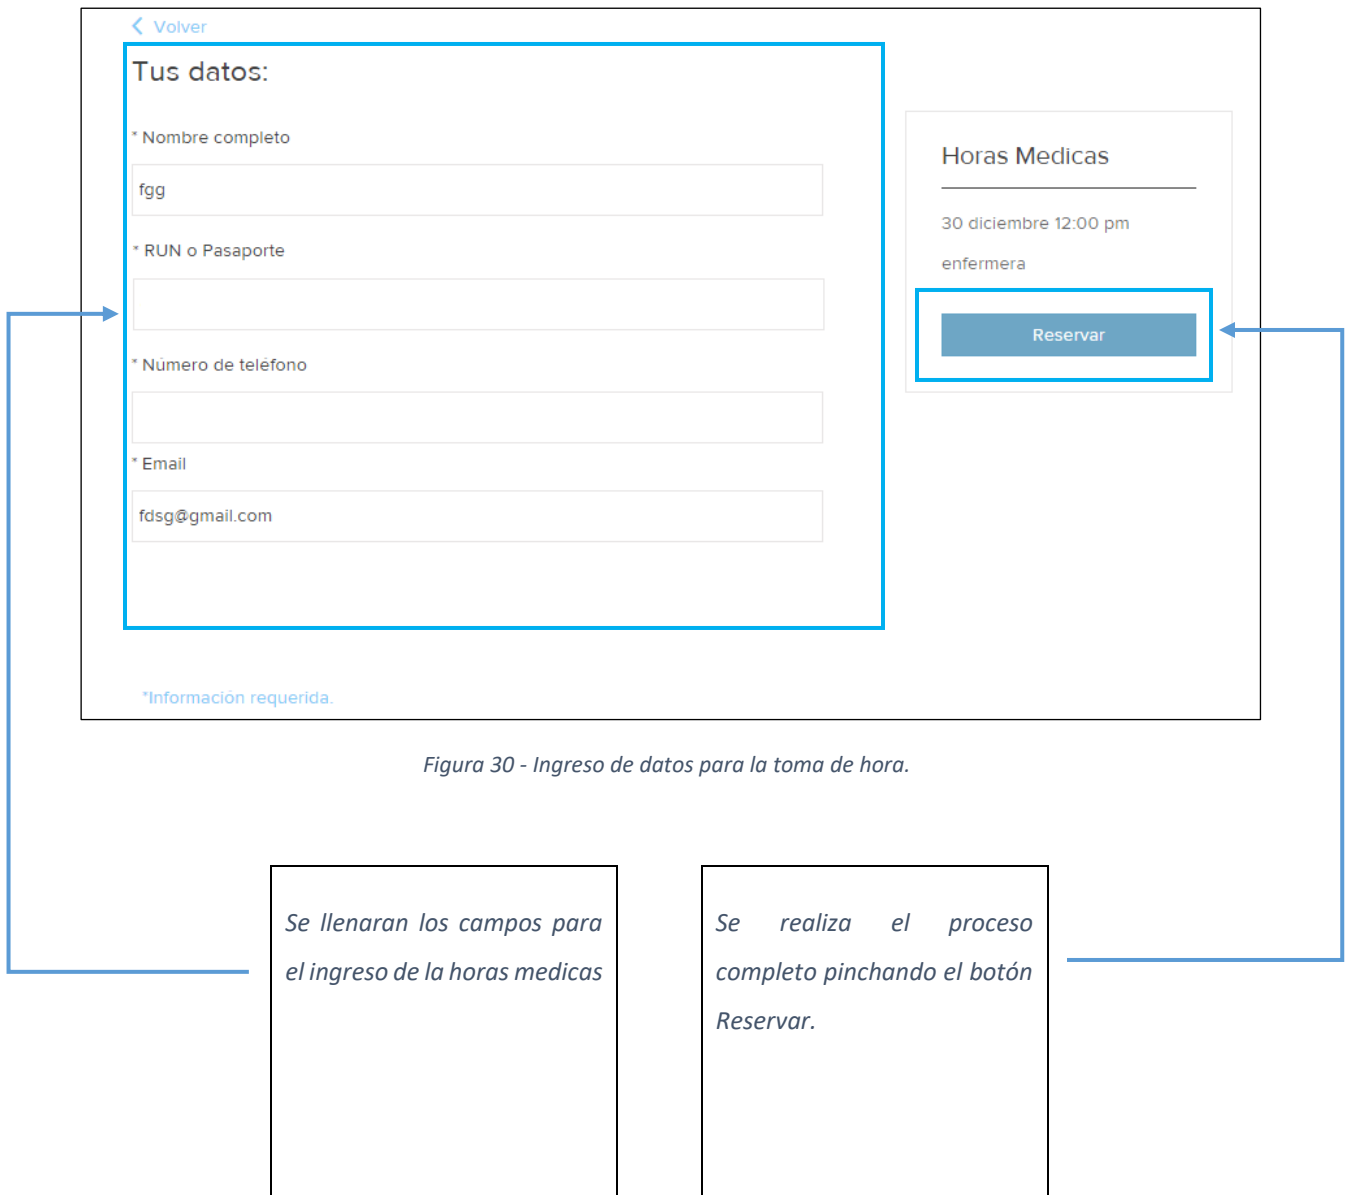 Volver
Tus datos:
* Nombre completo
fgg
* RUN o Pasaporte
* Número de teléfono
* Email
fdsg@gmail.com
*Información requerida.
Horas Medicas
30 diciembre 12:00 pm
enfermera
Reservar
Figura 30 - Ingreso de datos para la toma de hora.
Se llenaran los campos para
el ingreso de la horas medicas
Se realiza el proceso
completo pinchando el botón
Reservar.